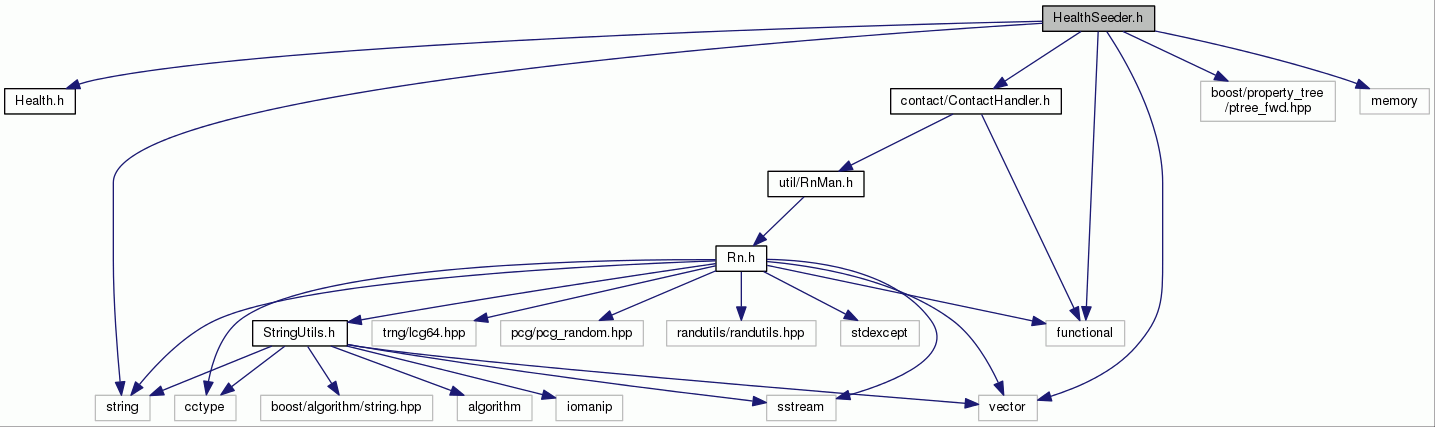 HealthSeeder.h
Health.h
contact/ContactHandler.h
boost/property_tree
/ptree_fwd.hpp
memory
util/RnMan.h
Rn.h
StringUtils.h
trng/lcg64.hpp
pcg/pcg_random.hpp
randutils/randutils.hpp
stdexcept
functional
string
cctype
boost/algorithm/string.hpp
algorithm
iomanip
sstream
vector